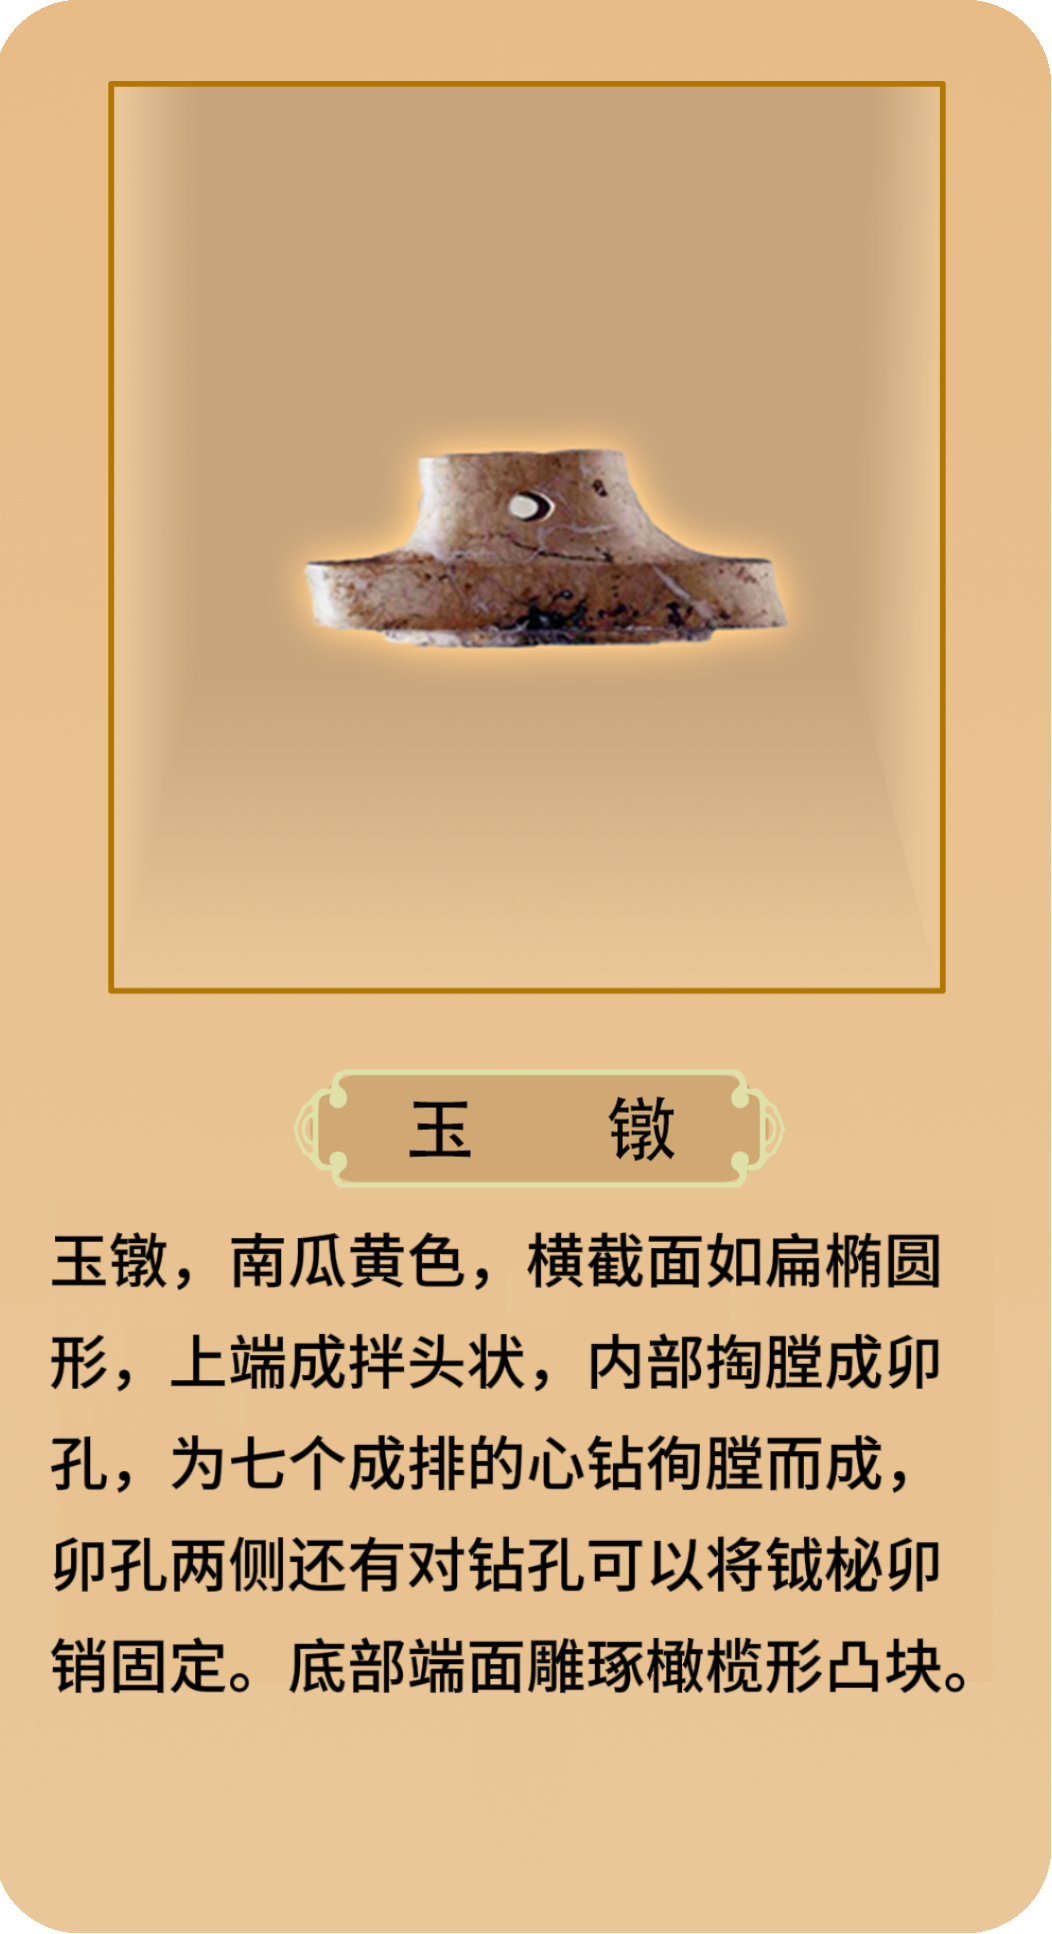 玉 镦
玉镦，南瓜黄色，横截面如扁椭圆
形，上端成拌头状，内部掏膛成卯
孔，为七个成排的心钻徇膛而成，
卯孔两侧还有对钻孔可以将钺柲卯
销固定。底部端面雕琢橄榄形凸块。